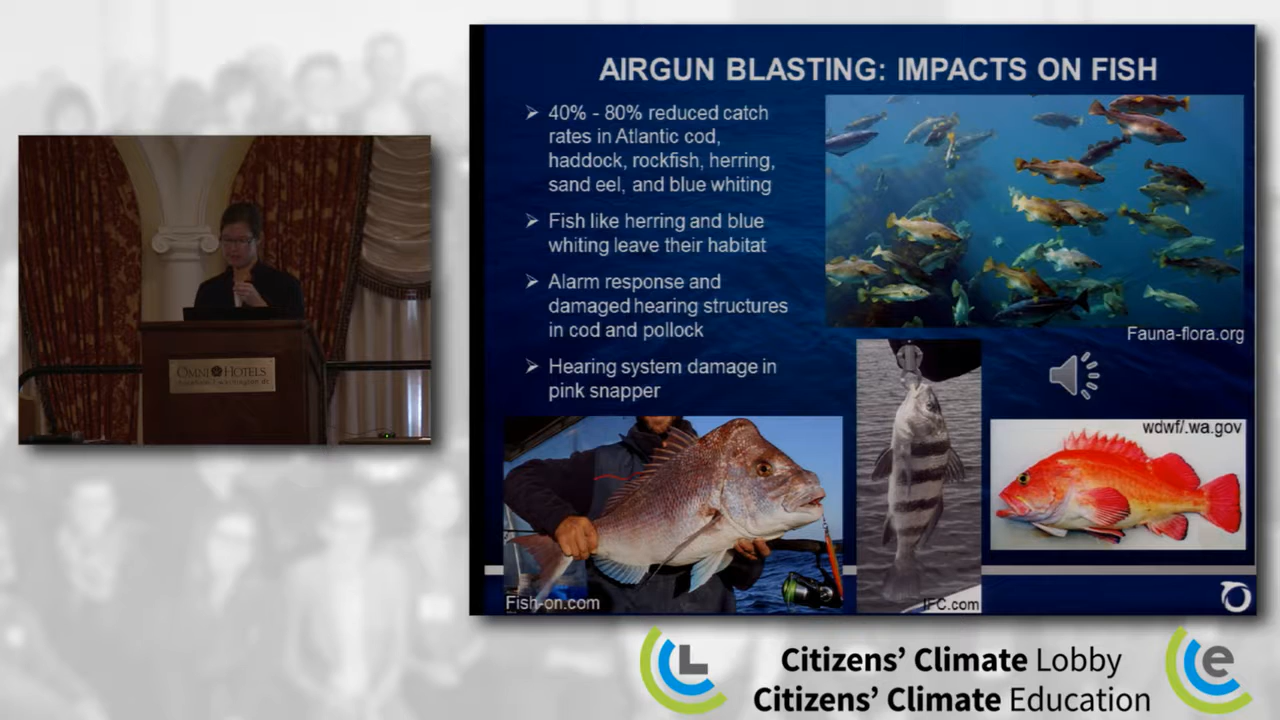 AIRGUN BLASTING: IMPACTS ON FISH
40% - 80% reduced catch
rates in Atlantic cod,
haddock, rockfish, herring,
sand eel, and blue whiting
Fish like herring and blue
whiting leave their habitat
Alarm response and
damaged hearing structures
in cod and pollock
Hearing system damage in
pink snapper
Fauna-flora.org
wdwf/.wa.gov
Fish-on.com
IFC.com
OMNI HOTELS
L
Citizens' Climate Lobby
Citizens' Climate Education
e